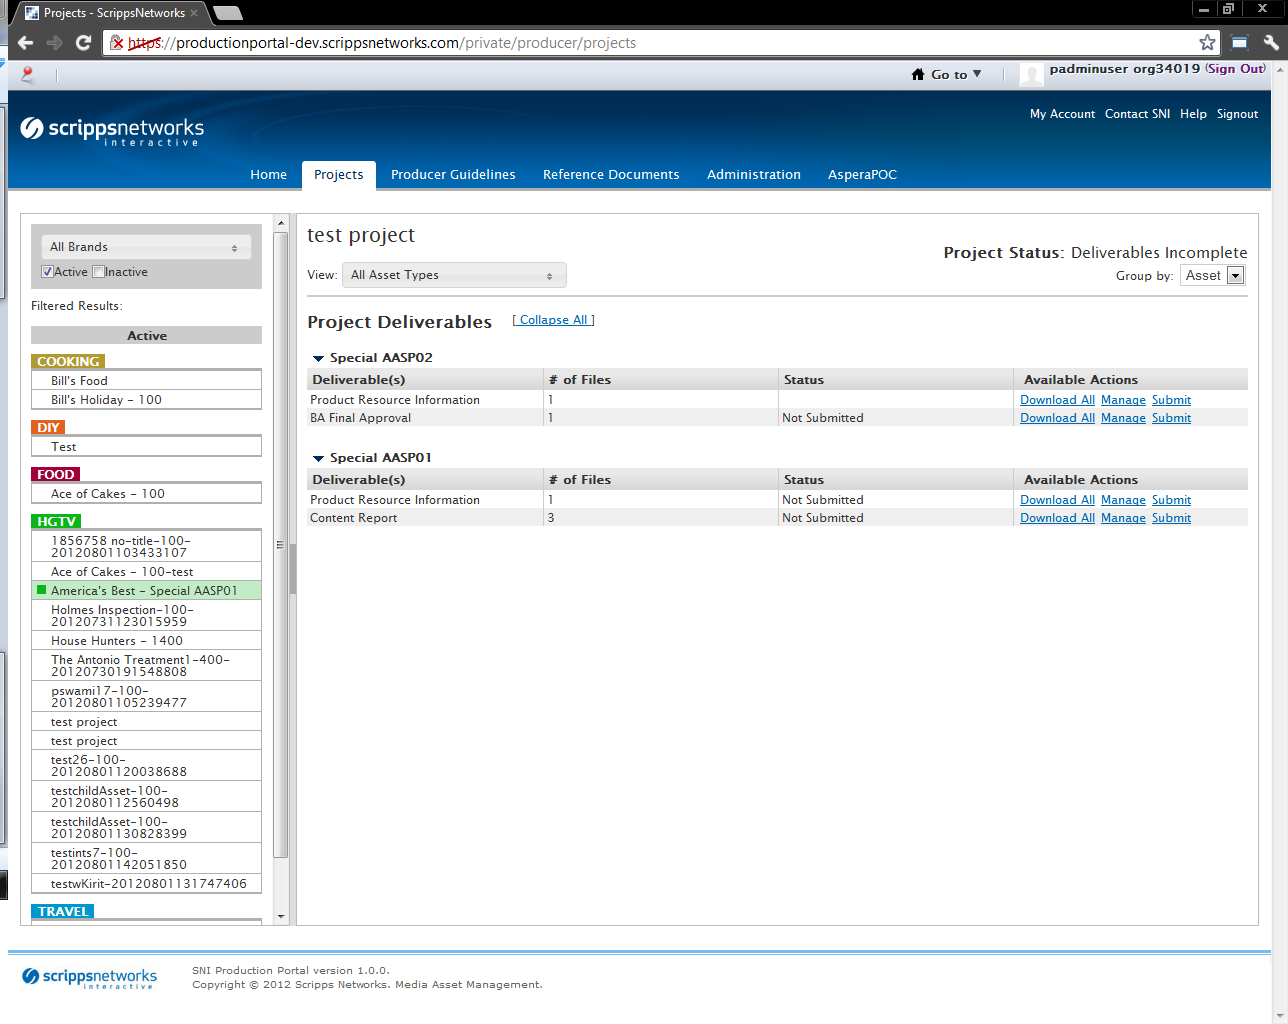 Projects - ScrippsNetworks
https://productionportal-dev.scrippsnetworks.com/private/producer/projects
Go to
padminuser org34019 (Sign Out)
My Account Contact SNI Help Signout
scrippsnetworks
interactive
Home Projects Producer Guidelines Reference Documents Administration AsperaPOC
All Brands
Active Inactive
Filtered Results:
Active
COOKING
Bill's Food
Bill's Holiday - 100
DIY
Test
FOOD
Ace of Cakes - 100
HGTV
1856758 no-title-100-
20120801103433107
Ace of Cakes - 100-test
America's Best - Special AASP01
Holmes Inspection-100-
20120731123015959
House Hunters - 1400
The Antonio Treatment1-400-
20120730191548808
pswami17-100-
20120801105239477
test project
test project
test26-100-
20120801120038688
testchildAsset-100-
2012080112560498
testchildAsset-100-
20120801130828399
testints7-100-
20120801142051850
testwKirit-20120801131747406
TRAVEL
test project
Project Status: Deliverables Incomplete
View: All Asset Types
Group by: Asset
Project Deliverables [ Collapse All ]
Special AASP02
Deliverable(s) # of Files Status Available Actions
Product Resource Information 1 Download All Manage Submit
BA Final Approval 1 Not Submitted Download All Manage Submit
Special AASP01
Deliverable(s) # of Files Status Available Actions
Product Resource Information 1 Not Submitted Download All Manage Submit
Content Report 3 Not Submitted Download All Manage Submit
scrippsnetworks
interactive
SNI Production Portal version 1.0.0.
Copyright © 2012 Scripps Networks. Media Asset Management.